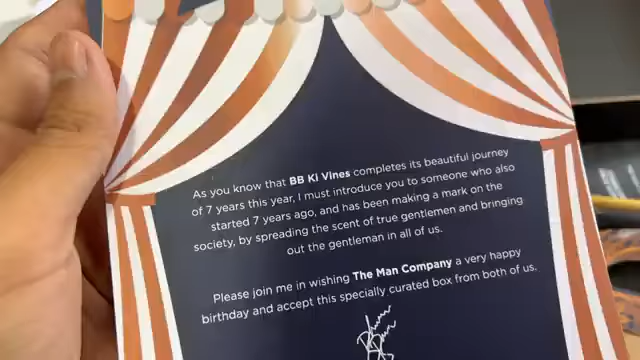 As you know that BB Ki Vines completes its beautiful journey
of 7 years this year, I must introduce you to someone who also
started 7 years ago, and has been making a mark on the
society, by spreading the scent of true gentlemen and bringing
out the gentleman in all of us.
Please join me in wishing The Man Company a very happy
birthday and accept this specially curated box from both of us.